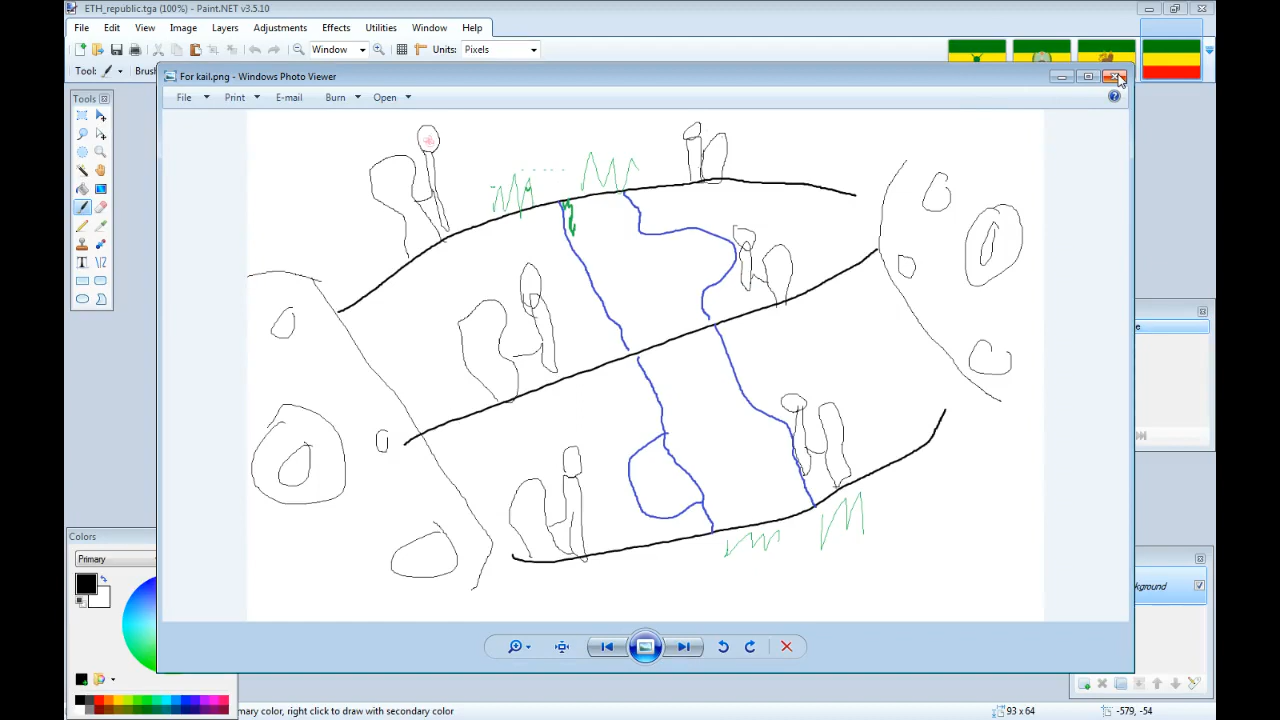 ETH_republic.tga (100%) - Paint.NET v3.5.10
File Edit View Image Layers Adjustments Effects Utilities Window Help
Window Units: Pixels
Tool: Brus
For kail.png - Windows Photo Viewer
File Print E-mail Burn Open
Tools
Colors
Primary
kground
mary color, right click to draw with secondary color 93 x 64 -579, -54